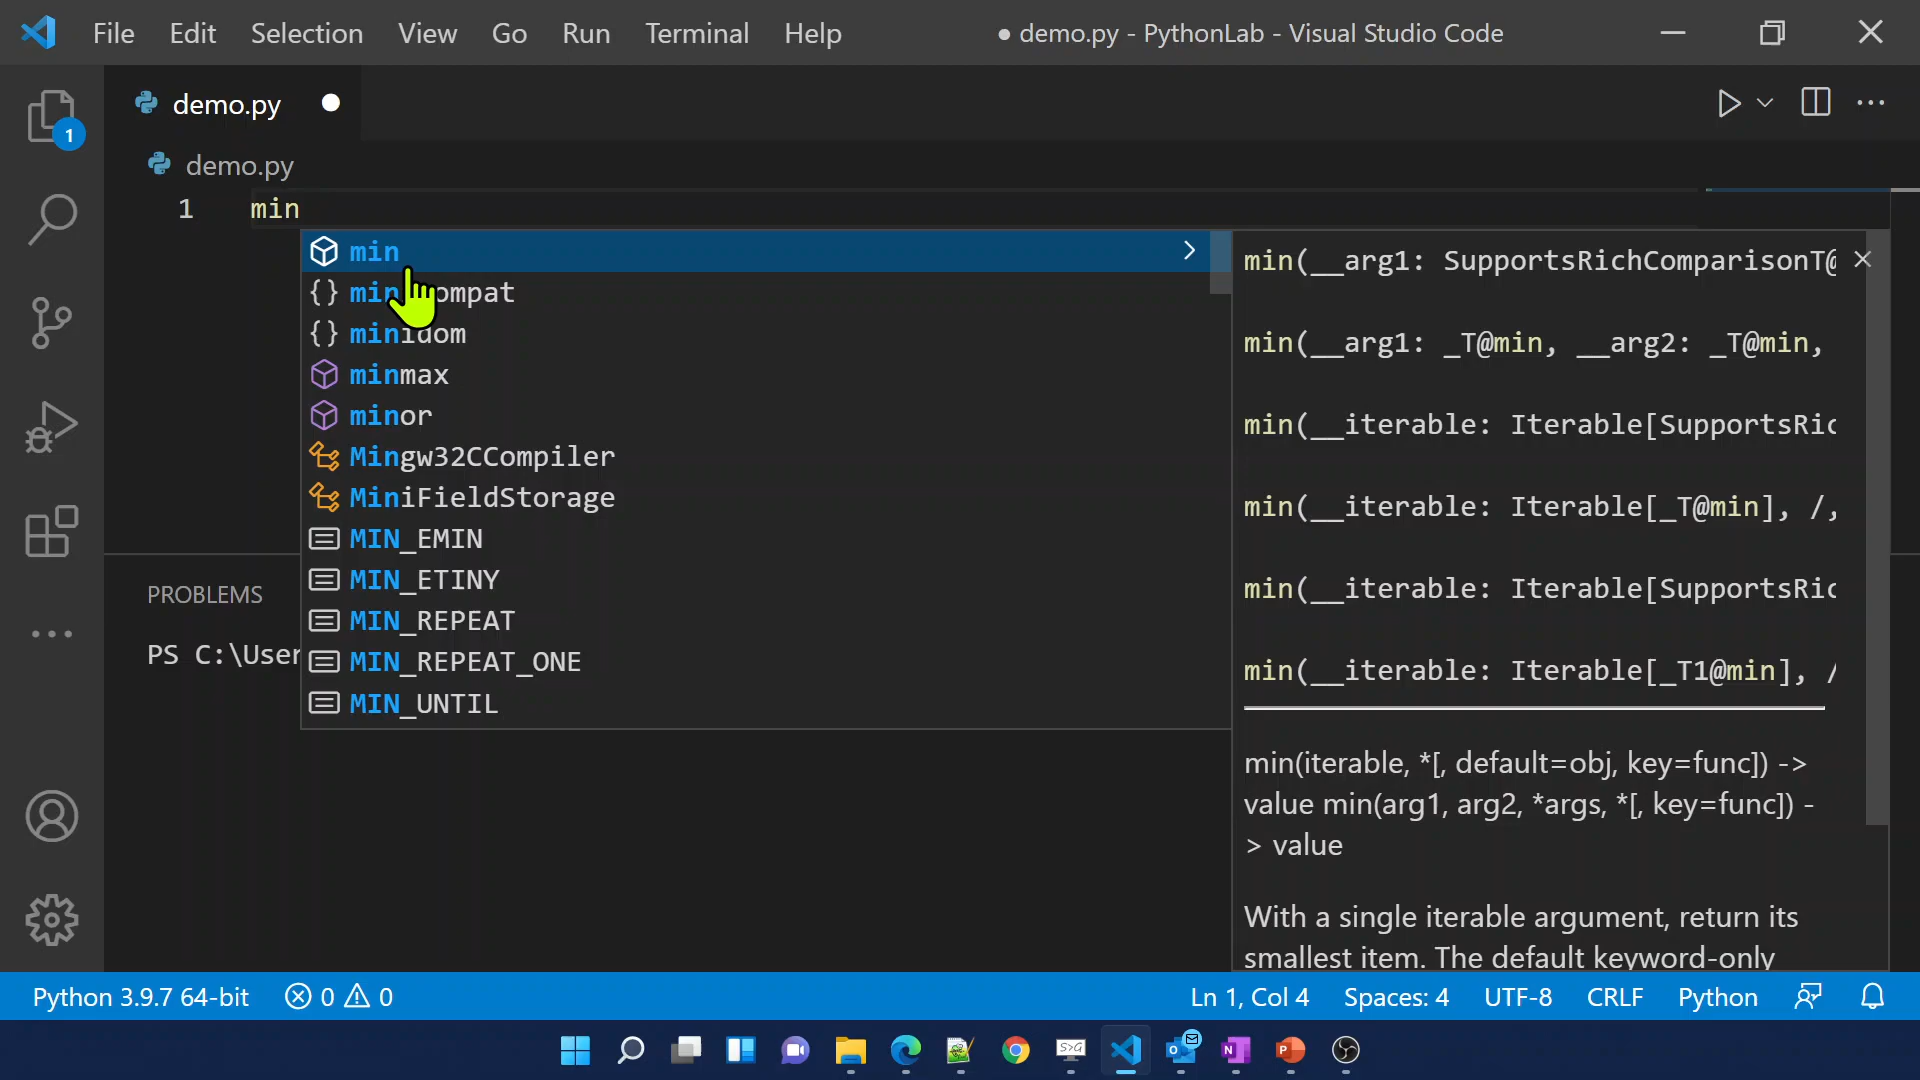 File Edit Selection View Go Run Terminal Help ● demo.py - PythonLab - Visual Studio Code
demo.py
1
demo.py
1 min
min
minicompat
minidom
minmax
minor
Mingw32CCompiler
MiniFieldStorage
MIN_EMIN
MIN_ETINY
MIN_REPEAT
MIN_REPEAT_ONE
MIN_UNTIL
min(__arg1: SupportsRichComparisonT@
min(__arg1: _T@min, __arg2: _T@min,
min(__iterable: Iterable[SupportsRic
min(__iterable: Iterable[_T@min], /,
min(__iterable: Iterable[SupportsRic
min(__iterable: Iterable[_T1@min], /
min(iterable, *[, default=obj, key=func]) ->
value min(arg1, arg2, *args, *[, key=func]) -
> value
With a single iterable argument, return its
smallest item. The default keyword-only
PROBLEMS
PS C:\User
Python 3.9.7 64-bit 0 0 Ln 1, Col 4 Spaces: 4 UTF-8 CRLF Python
S>G